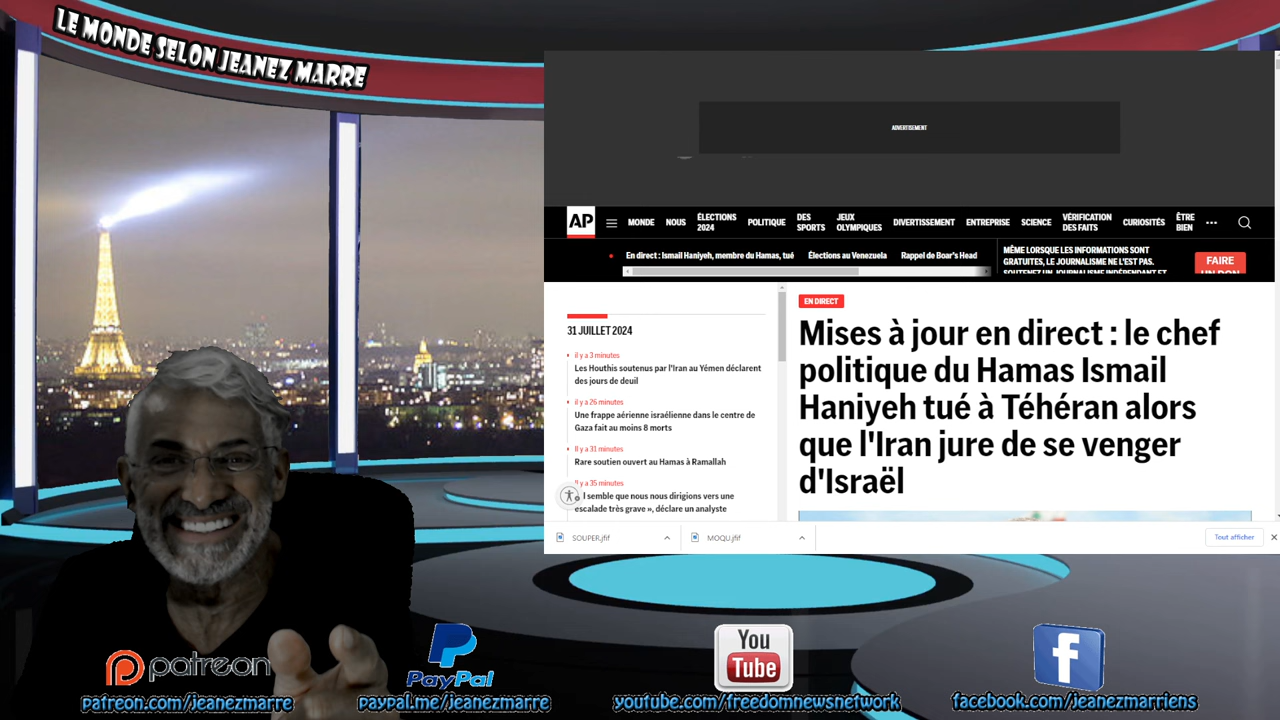 LE MONDE SELON JEANEZ MARRE
ADVERTISEMENT
AP
MONDE
NOUS
ÉLECTIONS
2024
POLITIQUE
DES
SPORTS
JEUX
OLYMPIQUES
DIVERTISSEMENT
ENTREPRISE
SCIENCE
VÉRIFICATION
DES FAITS
CURIOSITÉS
ÊTRE
BIEN
En direct : Ismail Haniyeh, membre du Hamas, tué
Élections au Venezuela
Rappel de Boar's Head
MÊME LORSQUE LES INFORMATIONS SONT
GRATUITES, LE JOURNALISME NE L'EST PAS.
SOUTENEZ UN JOURNALISME INDÉPENDANT ET
FAIRE
UN DON
31 JUILLET 2024
il y a 3 minutes
Les Houthis soutenus par l'Iran au Yémen déclarent
des jours de deuil
il y a 26 minutes
Une frappe aérienne israélienne dans le centre de
Gaza fait au moins 8 morts
Il y a 31 minutes
Rare soutien ouvert au Hamas à Ramallah
Il y a 35 minutes
l semble que nous nous dirigions vers une
escalade très grave », déclare un analyste
EN DIRECT
Mises à jour en direct : le chef
politique du Hamas Ismail
Haniyeh tué à Téhéran alors
que l'Iran jure de se venger
d'Israël
SOUPER.jfif
MOQU.jfif
Tout afficher
patreon
patreon.com/jeanezmarre
PayPal
paypal.me/jeanezmarre
You
Tube
youtube.com/freedomnewsnetwork
f
facebook.com/jeanezmarriens